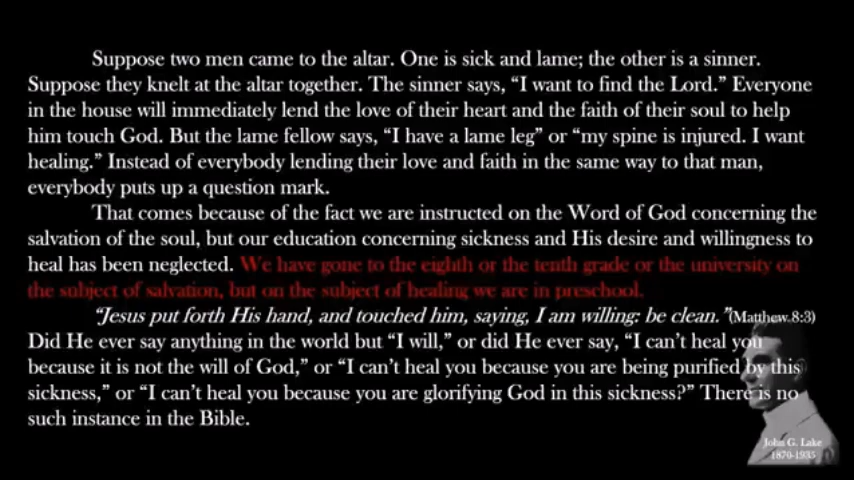 Suppose two men came to the altar. One is sick and lame; the other is a sinner.
Suppose they knelt at the altar together. The sinner says, “I want to find the Lord.” Everyone
in the house will immediately lend the love of their heart and the faith of their soul to help
him touch God. But the lame fellow says, “I have a lame leg” or “my spine is injured. I want
healing.” Instead of everybody lending their love and faith in the same way to that man,
everybody puts up a question mark.
That comes because of the fact we are instructed on the Word of God concerning the
salvation of the soul, but our education concerning sickness and His desire and willingness to
heal has been neglected. We have gone to the eighth or the tenth grade or the university on
the subject of salvation, but on the subject of healing we are in preschool.
“Jesus put forth His hand, and touched him, saying, I am willing: be clean.”(Matthew.8:3)
Did He ever say anything in the world but “I will,” or did He ever say, “I can’t heal you
because it is not the will of God,” or “I can’t heal you because you are being purified by this
sickness,” or “I can’t heal you because you are glorifying God in this sickness?” There is no
such instance in the Bible.
John G. Lake
1870-1935